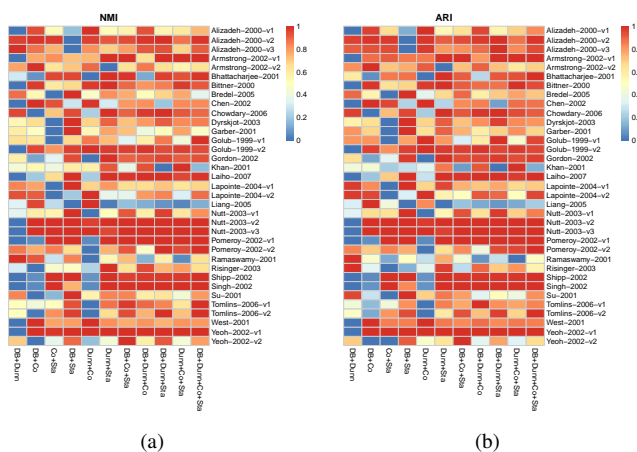 NMI
Alizadeh−2000−v1
Alizadeh−2000−v2
Alizadeh−2000−v3
Armstrong−2002−v1
Armstrong−2002−v2
Bhattacharjee−2001
Bittner−2000
Bredel−2005
Chen−2002
Chowdary−2006
Dyrskjot−2003
Garber−2001
Golub−1999−v1
Golub−1999−v2
Gordon−2002
Khan−2001
Laiho−2007
Lapointe−2004−v1
Lapointe−2004−v2
Liang−2005
Nutt−2003−v1
Nutt−2003−v2
Nutt−2003−v3
Pomeroy−2002−v1
Pomeroy−2002−v2
Ramaswamy−2001
Risinger−2003
Shipp−2002
Singh−2002
Su−2001
Tomlins−2006−v1
Tomlins−2006−v2
West−2001
Yeoh−2002−v1
Yeoh−2002−v2
1
0.8
0.6
0.4
0.2
0
DB+Dunn
DB+Co
Co+Sta
DB+Sta
Dunn+Co
Dunn+Sta
DB+Co+Sta
DB+Dunn+Co
DB+Dunn+Sta
Dunn+Co+Sta
DB+Dunn+Co+Sta
(a)
ARI
Alizadeh−2000−v1
Alizadeh−2000−v2
Alizadeh−2000−v3
Armstrong−2002−v1
Armstrong−2002−v2
Bhattacharjee−2001
Bittner−2000
Bredel−2005
Chen−2002
Chowdary−2006
Dyrskjot−2003
Garber−2001
Golub−1999−v1
Golub−1999−v2
Gordon−2002
Khan−2001
Laiho−2007
Lapointe−2004−v1
Lapointe−2004−v2
Liang−2005
Nutt−2003−v1
Nutt−2003−v2
Nutt−2003−v3
Pomeroy−2002−v1
Pomeroy−2002−v2
Ramaswamy−2001
Risinger−2003
Shipp−2002
Singh−2002
Su−2001
Tomlins−2006−v1
Tomlins−2006−v2
West−2001
Yeoh−2002−v1
Yeoh−2002−v2
1
0.8
0.6
0.4
0.2
0
DB+Dunn
DB+Co
Co+Sta
DB+Sta
Dunn+Co
Dunn+Sta
DB+Co+Sta
DB+Dunn+Co
DB+Dunn+Sta
Dunn+Co+Sta
DB+Dunn+Co+Sta
(b)